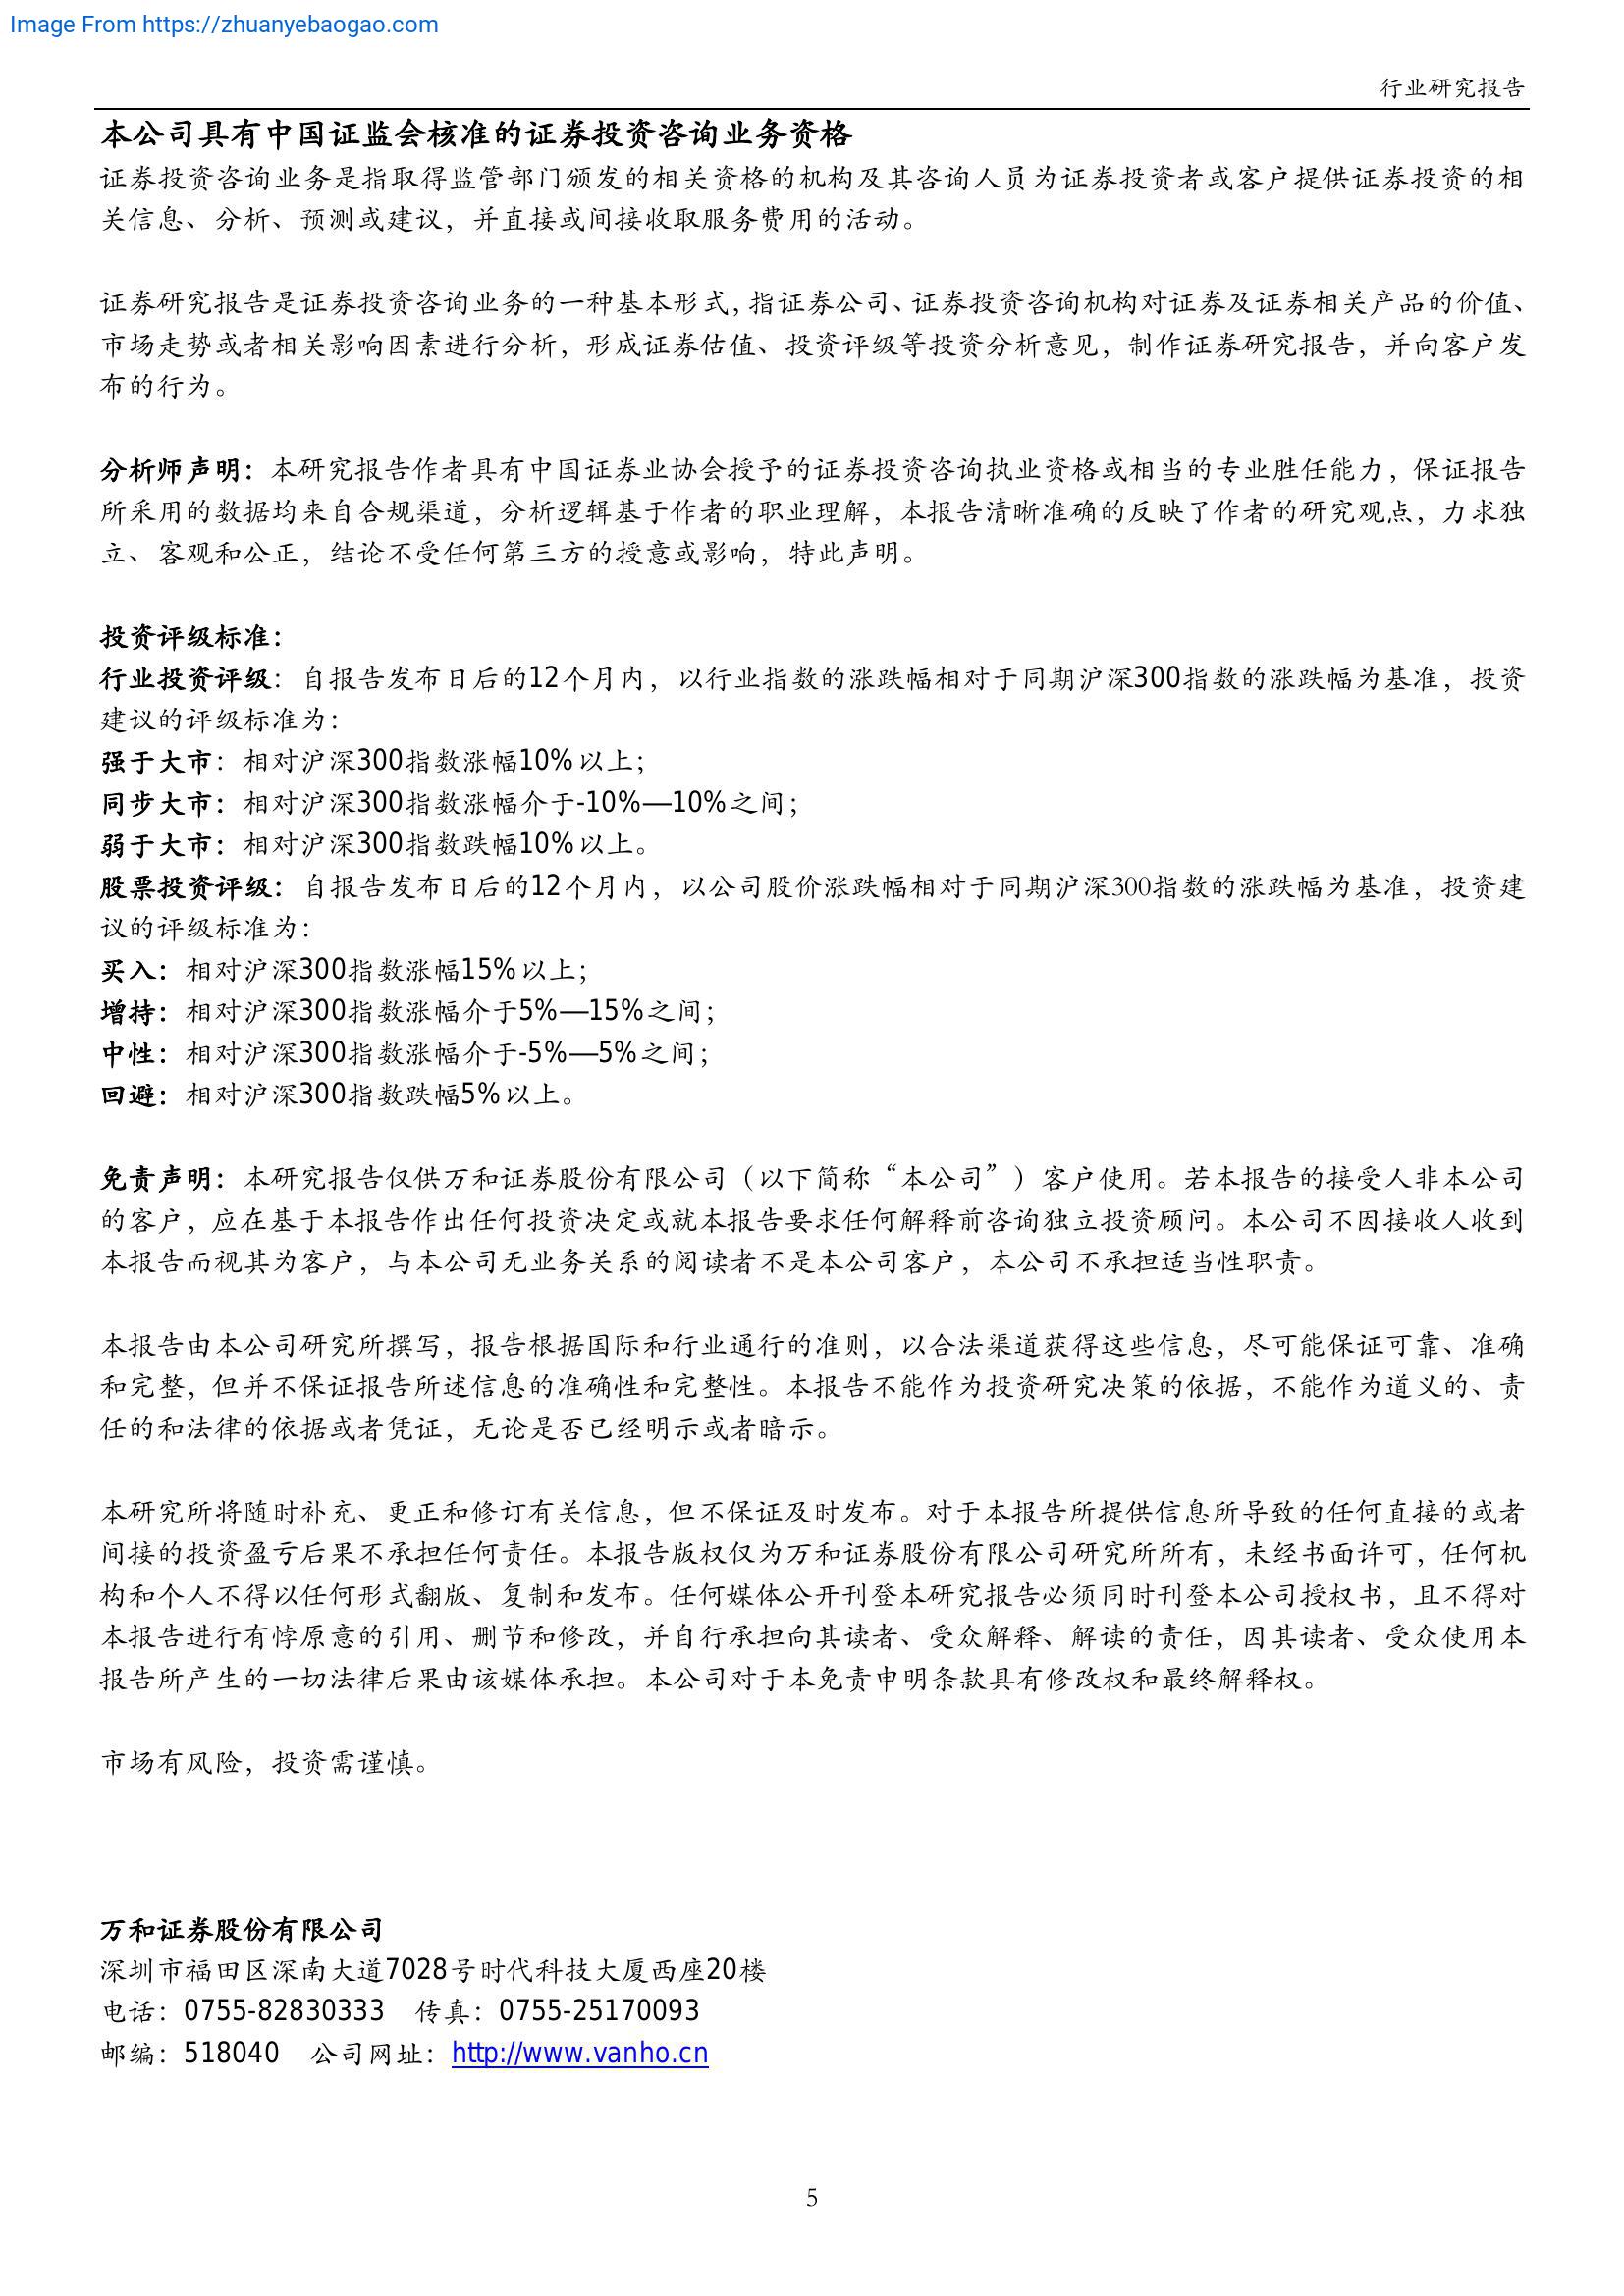 Image From https://zhuanyebaogao.com
行业研究报告
本公司具有中国证监会核准的证券投资咨询业务资格
证券投资咨询业务是指取得监管部门颁发的相关资格的机构及其咨询人员为证券投资者或客户提供证券投资的相
关信息、分析、预测或建议，并直接或间接收取服务费用的活动。
证券研究报告是证券投资咨询业务的一种基本形式，指证券公司、证券投资咨询机构对证券及证券相关产品的价值、
市场走势或者相关影响因素进行分析，形成证券估值、投资评级等投资分析意见，制作证券研究报告，并向客户发
布的行为。
分析师声明：本研究报告作者具有中国证券业协会授予的证券投资咨询执业资格或相当的专业胜任能力，保证报告
所采用的数据均来自合规渠道，分析逻辑基于作者的职业理解，本报告清晰准确的反映了作者的研究观点，力求独
立、客观和公正，结论不受任何第三方的授意或影响，特此声明。
投资评级标准：
行业投资评级：自报告发布日后的12个月内，以行业指数的涨跌幅相对于同期沪深300指数的涨跌幅为基准，投资
建议的评级标准为：
强于大市：相对沪深300指数涨幅10%以上；
同步大市：相对沪深300指数涨幅介于-10%—10%之间；
弱于大市：相对沪深300指数跌幅10%以上。
股票投资评级：自报告发布日后的12个月内，以公司股价涨跌幅相对于同期沪深300指数的涨跌幅为基准，投资建
议的评级标准为：
买入：相对沪深300指数涨幅15%以上；
增持：相对沪深300指数涨幅介于5%—15%之间；
中性：相对沪深300指数涨幅介于-5%—5%之间；
回避：相对沪深300指数跌幅5%以上。
免责声明：本研究报告仅供万和证券股份有限公司（以下简称“本公司”）客户使用。若本报告的接受人非本公司
的客户，应在基于本报告作出任何投资决定或就本报告要求任何解释前咨询独立投资顾问。本公司不因接收人收到
本报告而视其为客户，与本公司无业务关系的阅读者不是本公司客户，本公司不承担适当性职责。
本报告由本公司研究所撰写，报告根据国际和行业通行的准则，以合法渠道获得这些信息，尽可能保证可靠、准确
和完整，但并不保证报告所述信息的准确性和完整性。本报告不能作为投资研究决策的依据，不能作为道义的、责
任的和法律的依据或者凭证，无论是否已经明示或者暗示。
本研究所将随时补充、更正和修订有关信息，但不保证及时发布。对于本报告所提供信息所导致的任何直接的或者
间接的投资盈亏后果不承担任何责任。本报告版权仅为万和证券股份有限公司研究所所有，未经书面许可，任何机
构和个人不得以任何形式翻版、复制和发布。任何媒体公开刊登本研究报告必须同时刊登本公司授权书，且不得对
本报告进行有悖原意的引用、删节和修改，并自行承担向其读者、受众解释、解读的责任，因其读者、受众使用本
报告所产生的一切法律后果由该媒体承担。本公司对于本免责申明条款具有修改权和最终解释权。
市场有风险，投资需谨慎。
万和证券股份有限公司
深圳市福田区深南大道7028号时代科技大厦西座20楼
电话：0755-82830333 传真：0755-25170093
邮编：518040 公司网址：http://www.vanho.cn
5